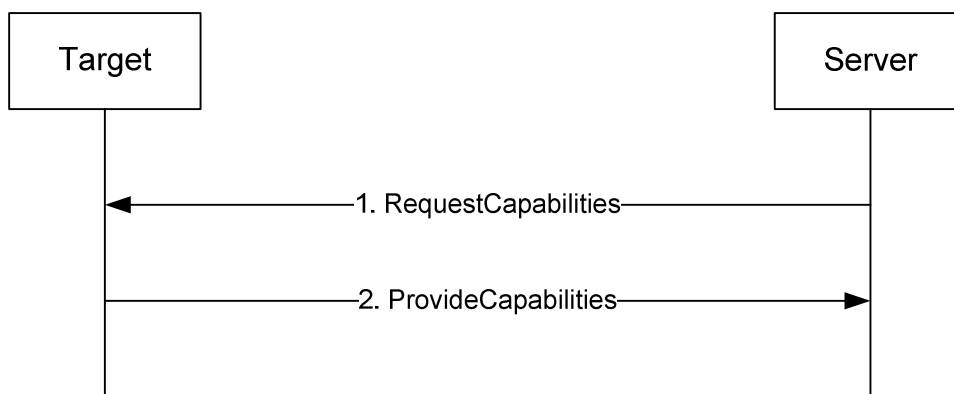 Target
Server
1. RequestCapabilities
2. ProvideCapabilities